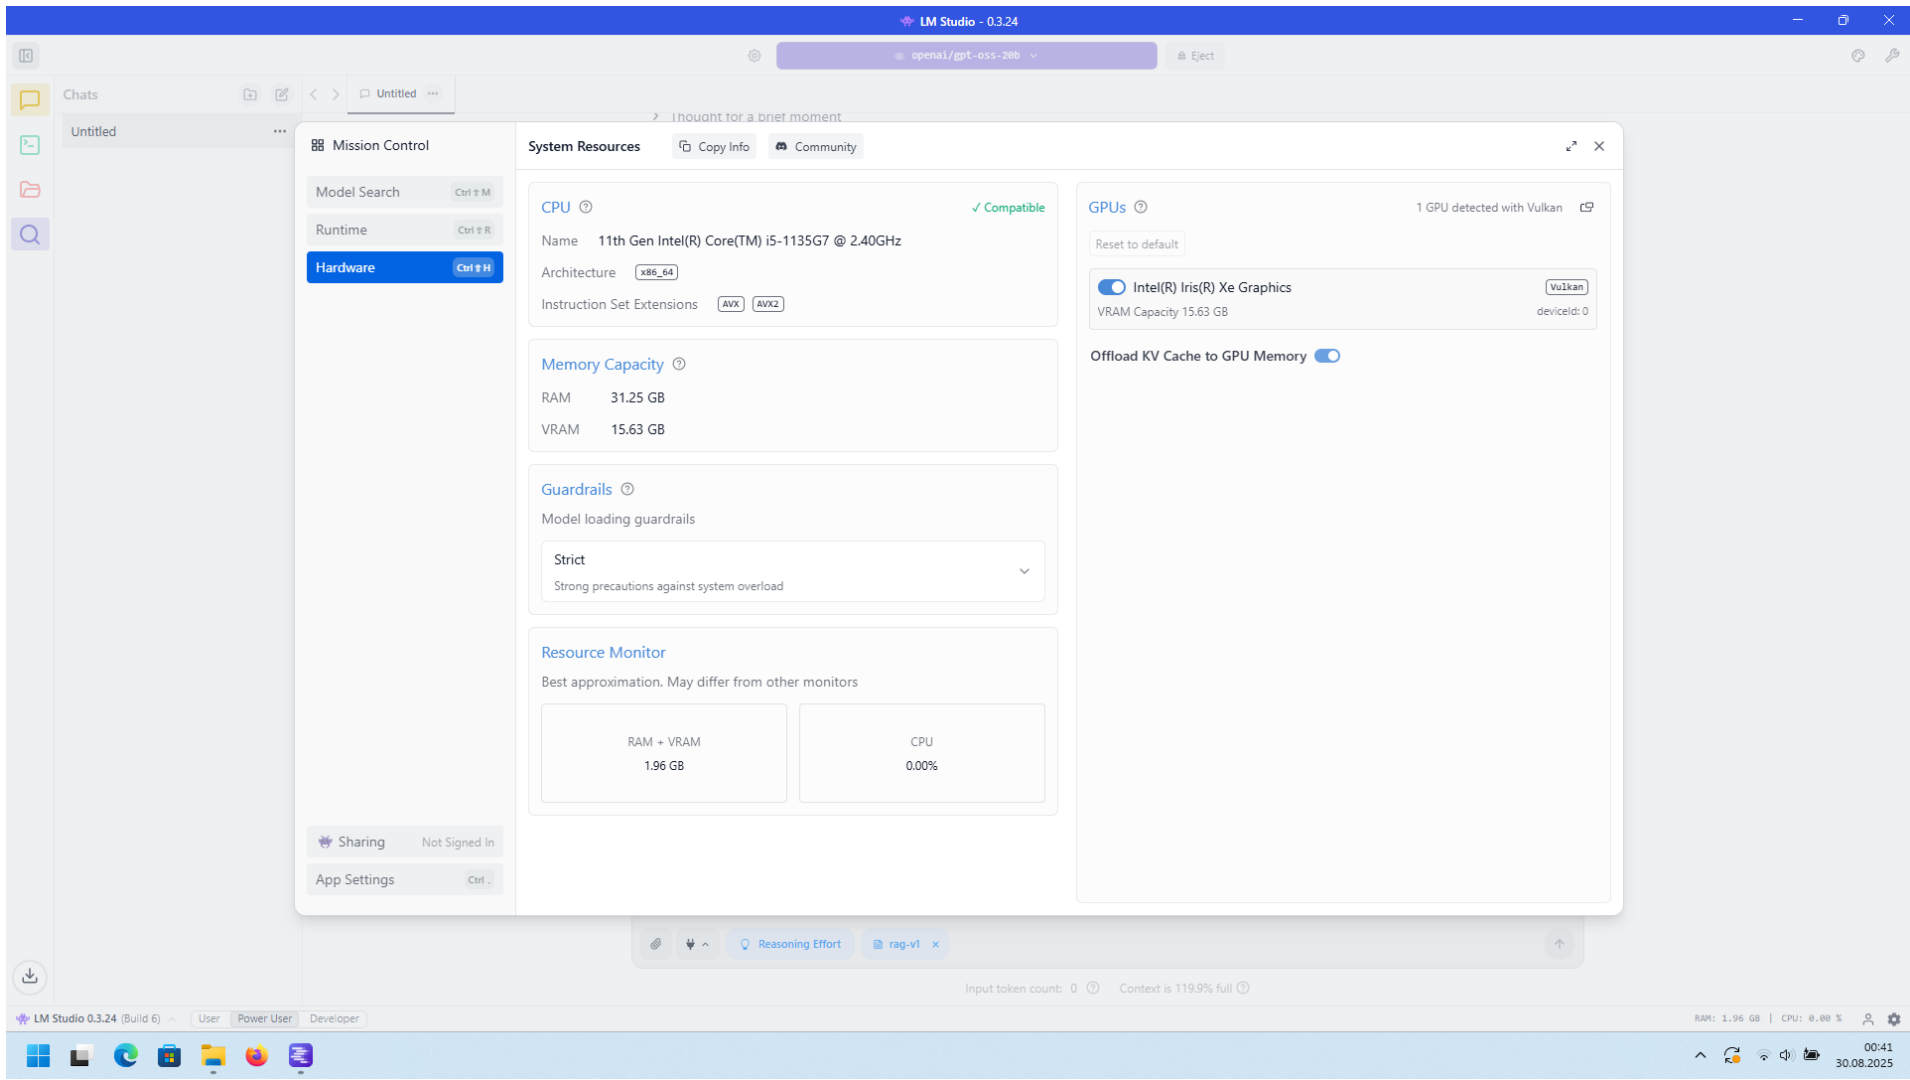 LM Studio - 0.3.24
openai/gpt-oss-20b
Eject
Chats
Untitled
Untitled
Thought for a brief moment
Mission Control
Model Search Ctrl⇧M
Runtime Ctrl⇧R
Hardware Ctrl⇧H
Sharing Not Signed In
App Settings Ctrl .
System Resources Copy Info Community
CPU ✓ Compatible
Name 11th Gen Intel(R) Core(TM) i5-1135G7 @ 2.40GHz
Architecture x86_64
Instruction Set Extensions AVX AVX2
Memory Capacity
RAM 31.25 GB
VRAM 15.63 GB
Guardrails
Model loading guardrails
Strict
Strong precautions against system overload
Resource Monitor
Best approximation. May differ from other monitors
RAM + VRAM
1.96 GB
CPU
0.00%
GPUs 1 GPU detected with Vulkan
Reset to default
Intel(R) Iris(R) Xe Graphics Vulkan
VRAM Capacity 15.63 GB deviceId: 0
Offload KV Cache to GPU Memory
Reasoning Effort rag-v1
Input token count: 0 Context is 119.9% full
LM Studio 0.3.24 (Build 6) User Power User Developer
RAM: 1.96 GB | CPU: 0.00 %
00:41
30.08.2025